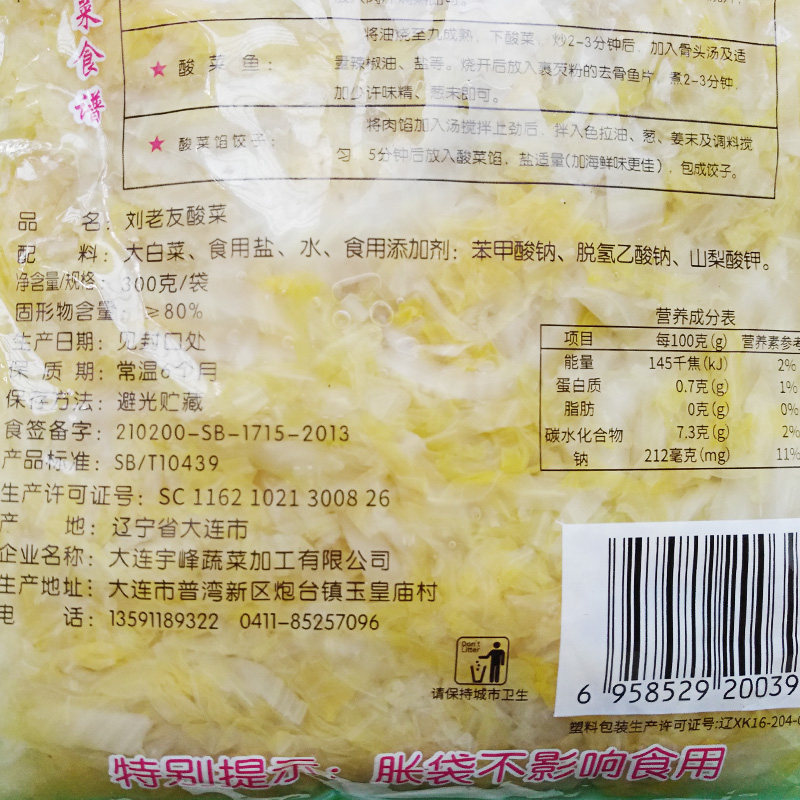 菜食谱
将油烧至九成熟，下酸菜，炒2-3分钟后，加入骨头汤及适
★ 酸菜鱼：
量辣椒油、盐等。烧开后放入裹芡粉的去骨鱼片，煮2-3分钟，
加少许味精、葱末即可。
将肉馅加入汤搅拌上劲后，拌入色拉油、葱、姜末及调料搅
★ 酸菜馅饺子：
匀 5分钟后放入酸菜馅，盐适量(加海鲜味更佳)，包成饺子。
品 名：刘老友酸菜
配 料：大白菜、食用盐、水、食用添加剂：苯甲酸钠、脱氢乙酸钠、山梨酸钾。
净含量/规格：300克/袋
固形物含量：≥80%
生产日期：见封口处
保质期：常温6个月
保存方法：避光贮藏
食签备字：210200-SB-1715-2013
产品标准：SB/T10439
生产许可证号：SC 1162 1021 3008 26
产 地：辽宁省大连市
企业名称：大连宇峰蔬菜加工有限公司
生产地址：大连市普湾新区炮台镇玉皇庙村
电 话：13591189322 0411-85257096
营养成分表
项目 每100克(g) 营养素参考
能量 145千焦(kJ) 2%
蛋白质 0.7克(g) 1%
脂肪 0克(g) 0%
碳水化合物 7.3克(g) 2%
钠 212毫克(mg) 11%
Don't
Litter
请保持城市卫生
6 958529 20039
塑料包装生产许可证号:辽XK16-204-
特别提示：胀袋不影响食用